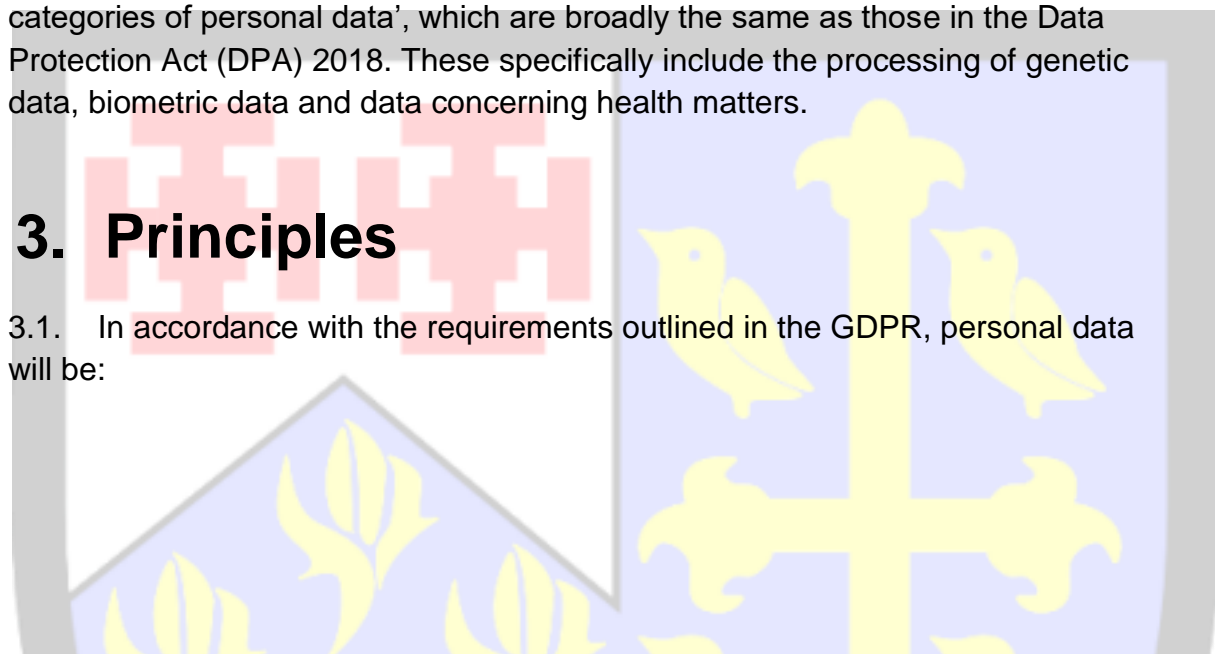 categories of personal data’, which are broadly the same as those in the Data
Protection Act (DPA) 2018. These specifically include the processing of genetic
data, biometric data and data concerning health matters.
3. Principles
3.1. In accordance with the requirements outlined in the GDPR, personal data
will be: